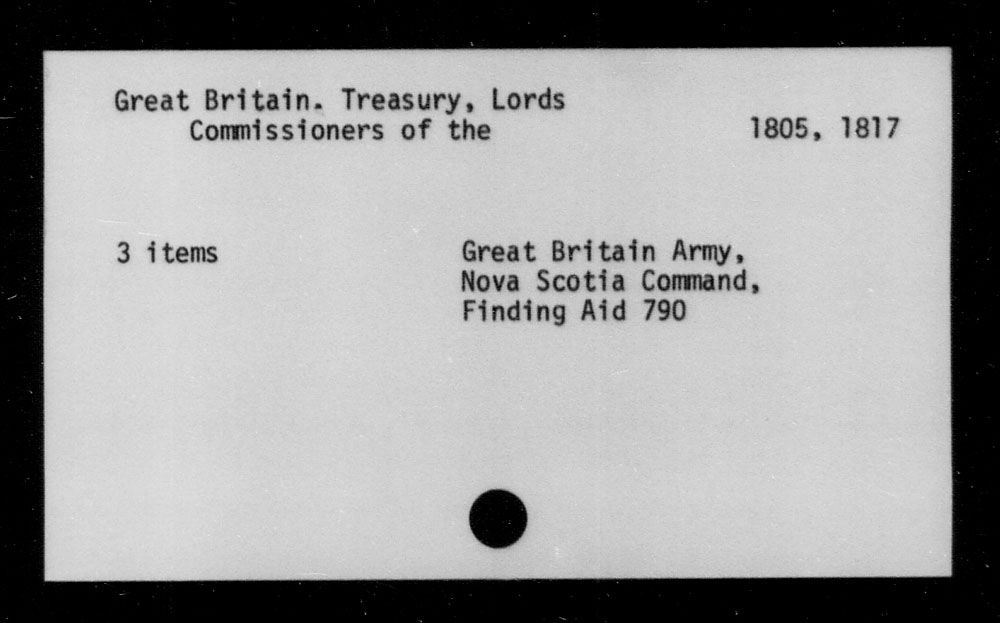 Great Britain. Treasury, Lords
Commissioners of the
1805, 1817
3 items
Great Britain Army,
Nova Scotia Command,
Finding Aid 790